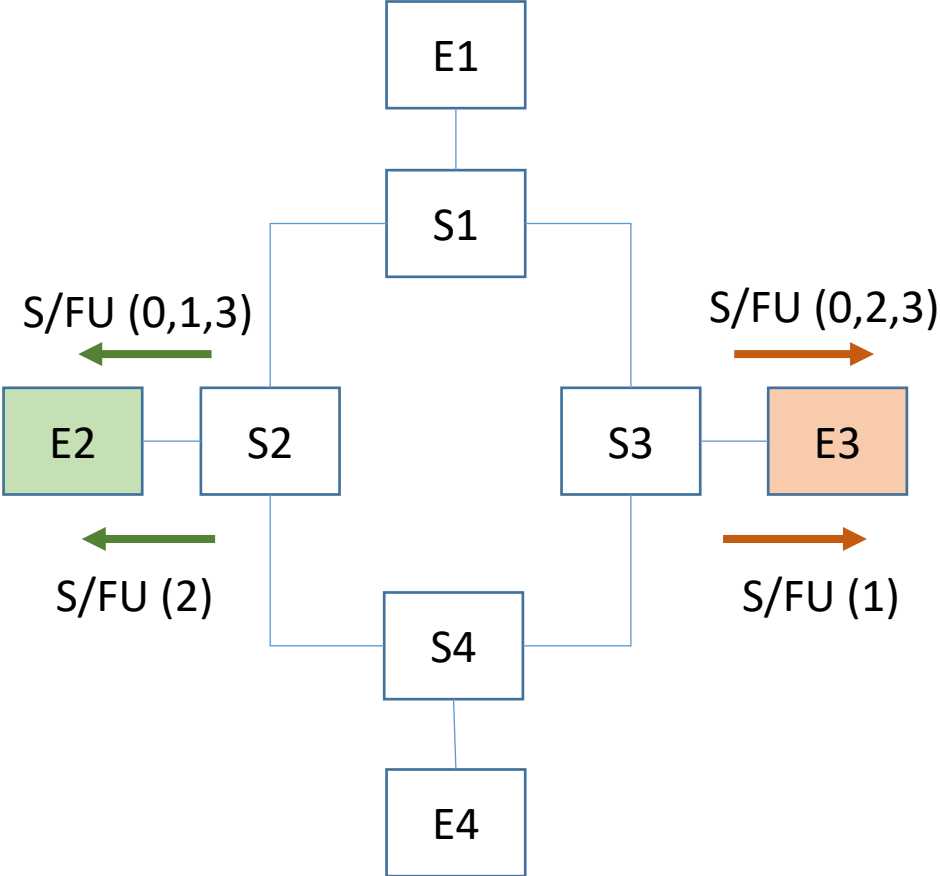 E1
S1
S/FU (0,1,3)
S/FU (0,2,3)
E2
S2
S3
E3
S/FU (2)
S/FU (1)
S4
E4